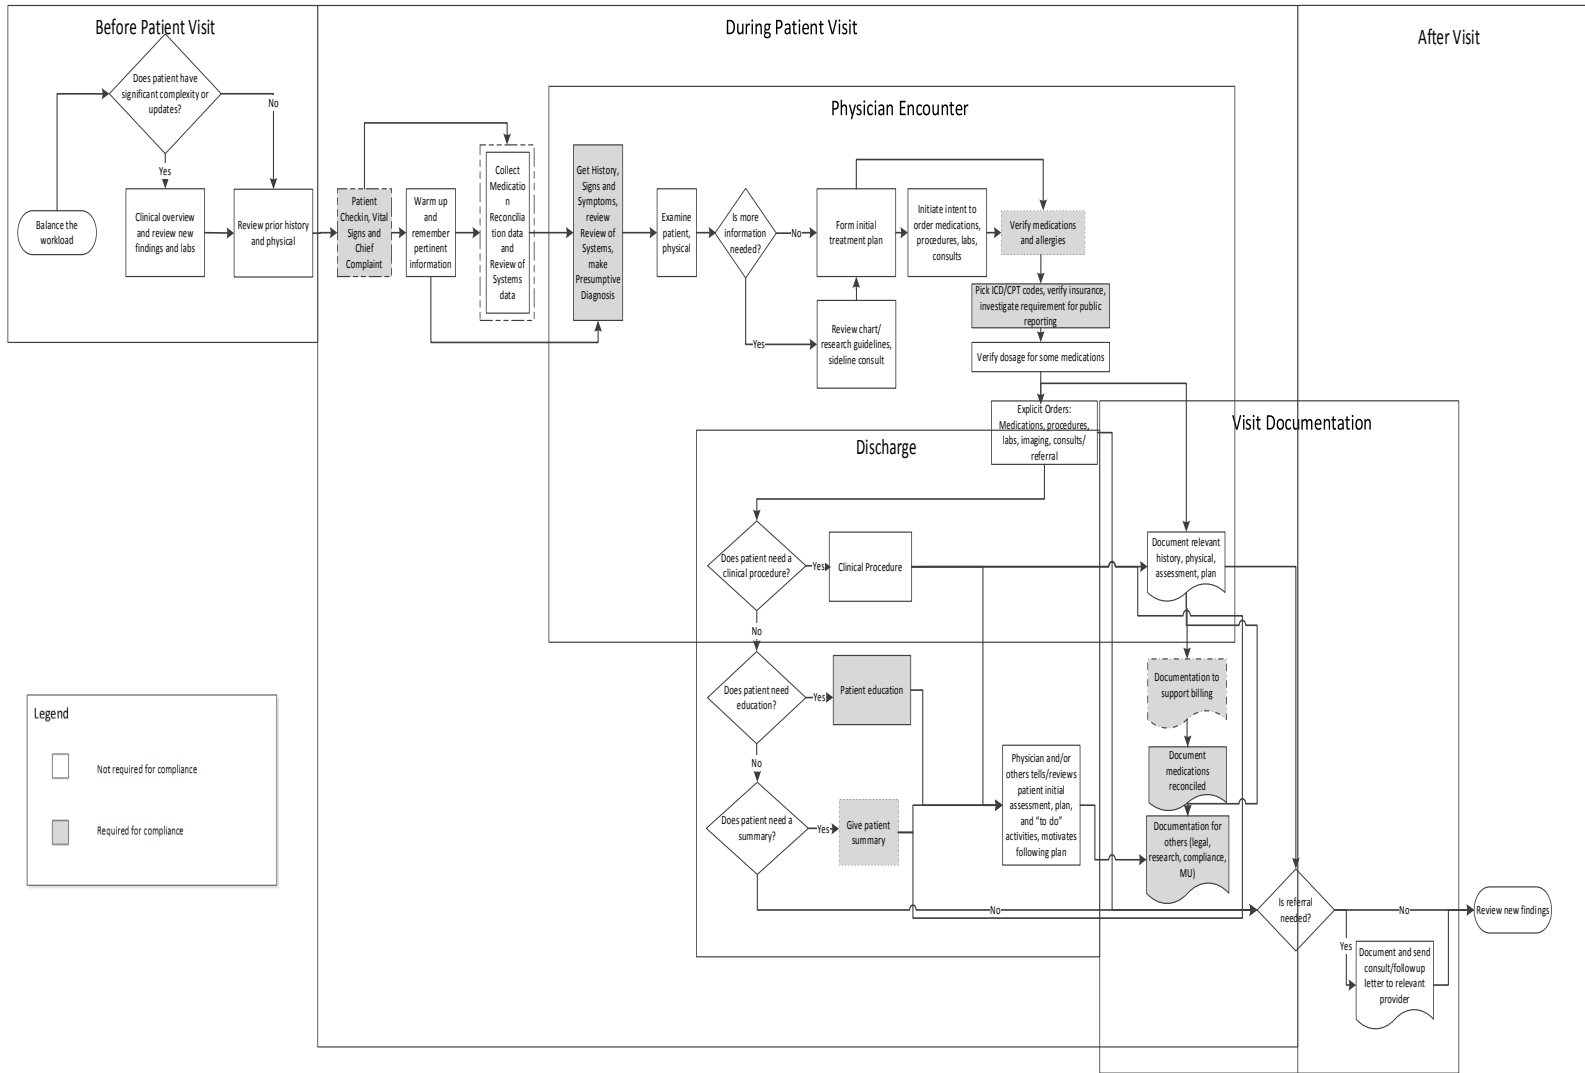 Before Patient Visit
During Patient Visit
After Visit
Does patient have
significant complexity or
updates?
No
Yes
Balance the
workload
Clinical overview
and review new
findings and labs
Review prior history
and physical
Patient
Checkin, Vital
Signs and
Chief
Complaint
Warm up
and
remember
pertinent
information
Collect
Medicatio
n
Reconcilia
tion data
and
Review of
Systems
data
Physician Encounter
Get History,
Signs and
Symptoms,
review
Review of
Systems,
make
Presumptive
Diagnosis
Examine
patient,
physical
Is more
information
needed?
No
Yes
Form initial
treatment plan
Review chart/
research guidelines,
sideline consult
Initiate intent to
order medications,
procedures, labs,
consults
Verify medications
and allergies
Pick ICD/CPT codes, verify insurance,
investigate requirement for public
reporting
Verify dosage for some medications
Explicit Orders:
Medications, procedures,
labs, imaging, consults/
referral
Discharge
Visit Documentation
Does patient need a
clinical procedure?
Yes
Clinical Procedure
No
Does patient need
education?
Yes
Patient education
No
Does patient need a
summary?
Yes
Give patient
summary
No
Physician and/or
others tells/reviews
patient initial
assessment, plan,
and “to do”
activities, motivates
following plan
Document relevant
history, physical,
assessment, plan
Documentation to
support billing
Document
medications
reconciled
Documentation for
others (legal,
research, compliance,
MU)
Is referral
needed?
No
Yes
Document and send
consult/followup
letter to relevant
provider
Review new findings
Legend
Not required for compliance
Required for compliance